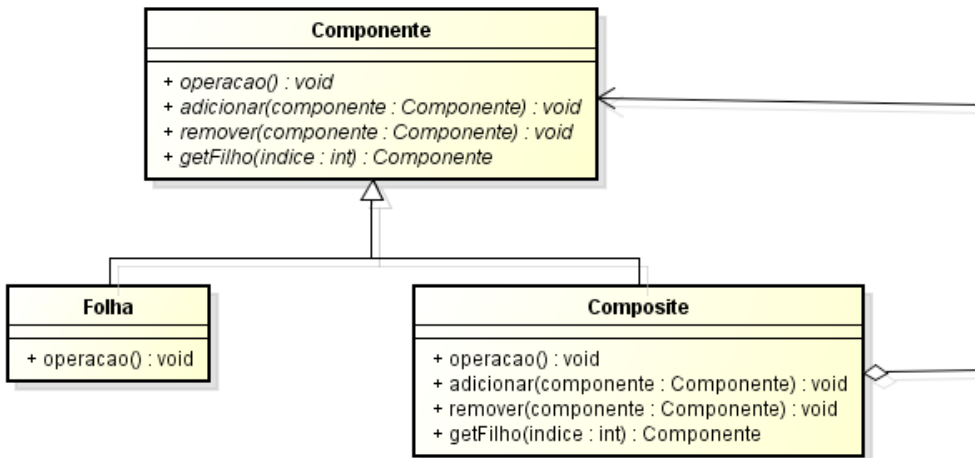 Componente
+ operacao() : void
+ adicionar(componente : Componente) : void
+ remover(componente : Componente) : void
+ getFilho(indice : int) : Componente
Folha
+ operacao() : void
Composite
+ operacao() : void
+ adicionar(componente : Componente) : void
+ remover(componente : Componente) : void
+ getFilho(indice : int) : Componente